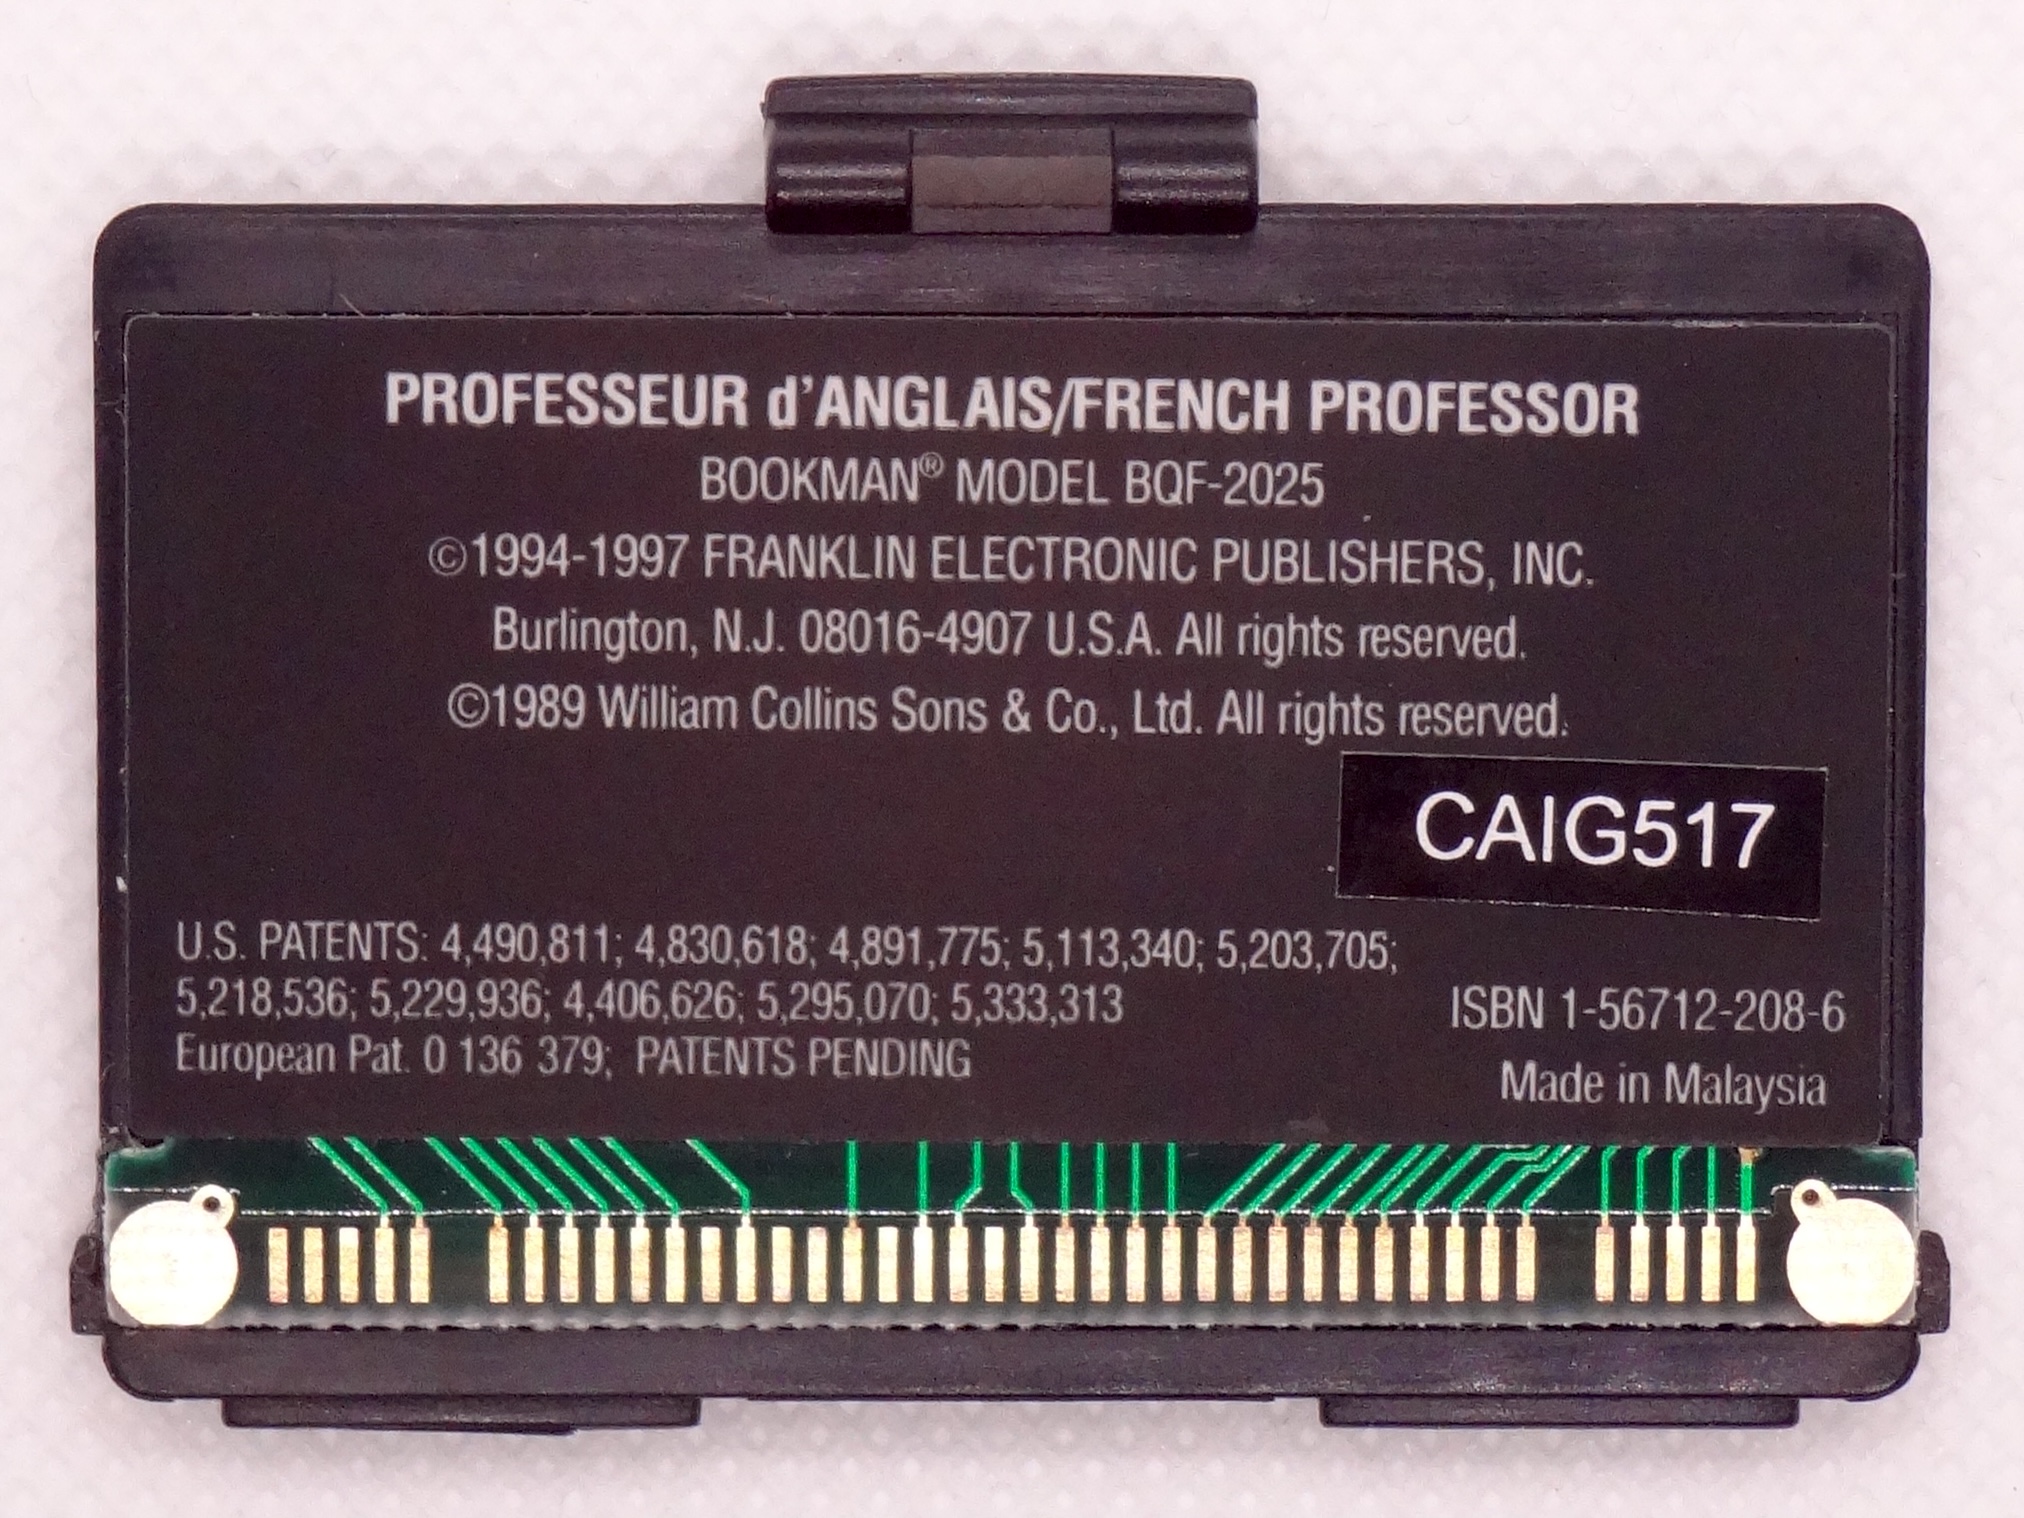 PROFESSEUR d'ANGLAIS/FRENCH PROFESSOR
BOOKMAN® MODEL BQF-2025
©1994-1997 FRANKLIN ELECTRONIC PUBLISHERS, INC.
Burlington, N.J. 08016-4907 U.S.A. All rights reserved.
©1989 William Collins Sons & Co., Ltd. All rights reserved.
CAIG517
U.S. PATENTS: 4,490,811; 4,830,618; 4,891,775; 5,113,340; 5,203,705;
5,218,536; 5,229,936; 4,406,626; 5,295,070; 5,333,313
European Pat. 0 136 379; PATENTS PENDING
ISBN 1-56712-208-6
Made in Malaysia